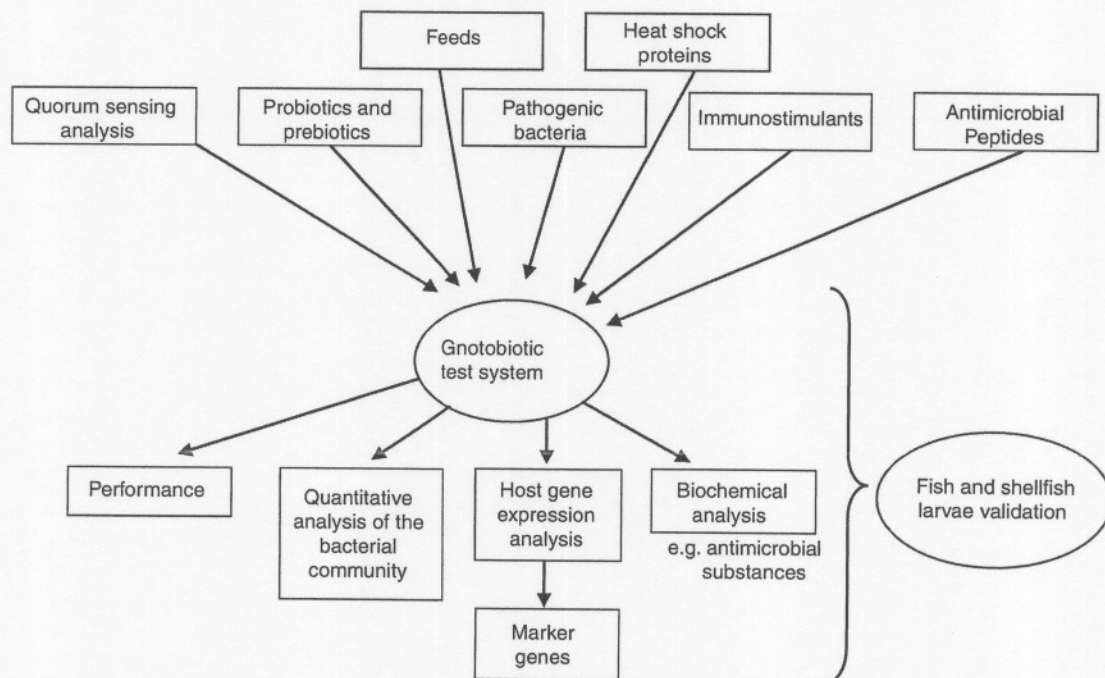 Feeds
Heat shock
proteins
Quorum sensing
analysis
Probiotics and
prebiotics
Pathogenic
bacteria
Immunostimulants
Antimicrobial
Peptides
Gnotobiotic
test system
Performance
Quantitative
analysis of the
bacterial
community
Host gene
expression
analysis
Biochemical
analysis
e.g. antimicrobial
substances
Marker
genes
Fish and shellfish
larvae validation